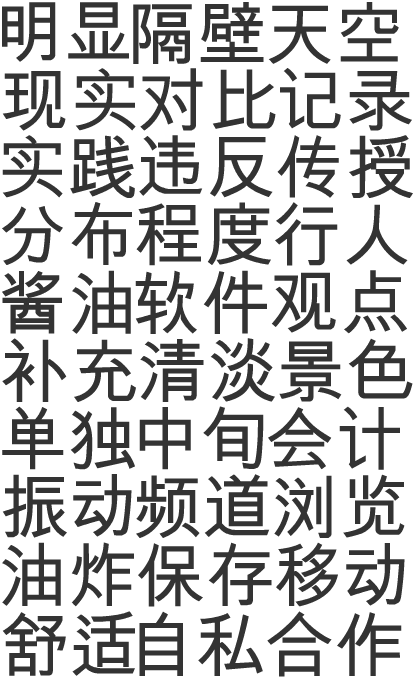 明显隔壁天空
现实对比记录
实践违反传授
分布程度行人
酱油软件观点
补充清淡景色
单独中旬会计
振动频道浏览
油炸保存移动
舒适自私合作